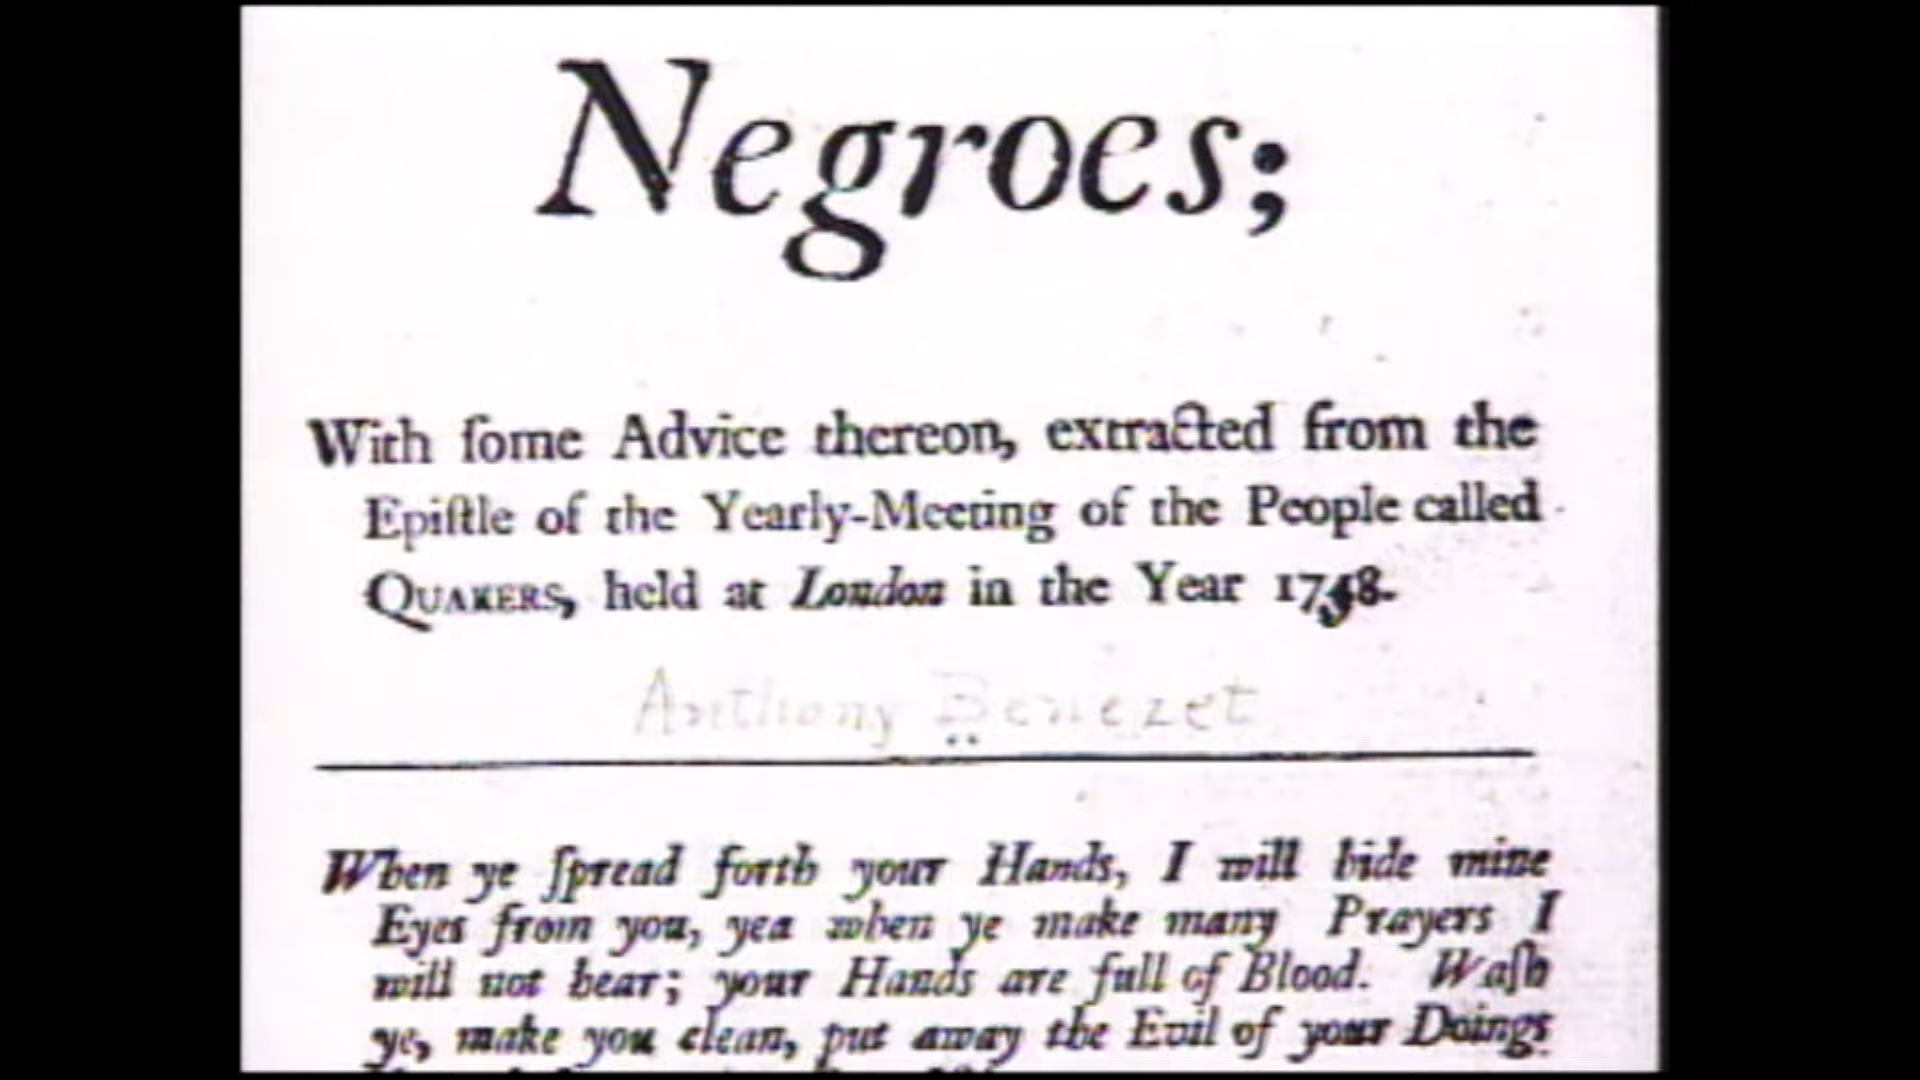 Negroes;
With ſome Advice thereon, extracted from the
Epiſtle of the Yearly-Meeting of the People called
QUAKERS, held at London in the Year 1748.
Anthony Benezet
When ye ſpread forth your Hands, I will hide mine
Eyes from you, yea when ye make many Prayers I
will not hear; your Hands are full of Blood. Waſh
ye, make you clean, put away the Evil of your Doings